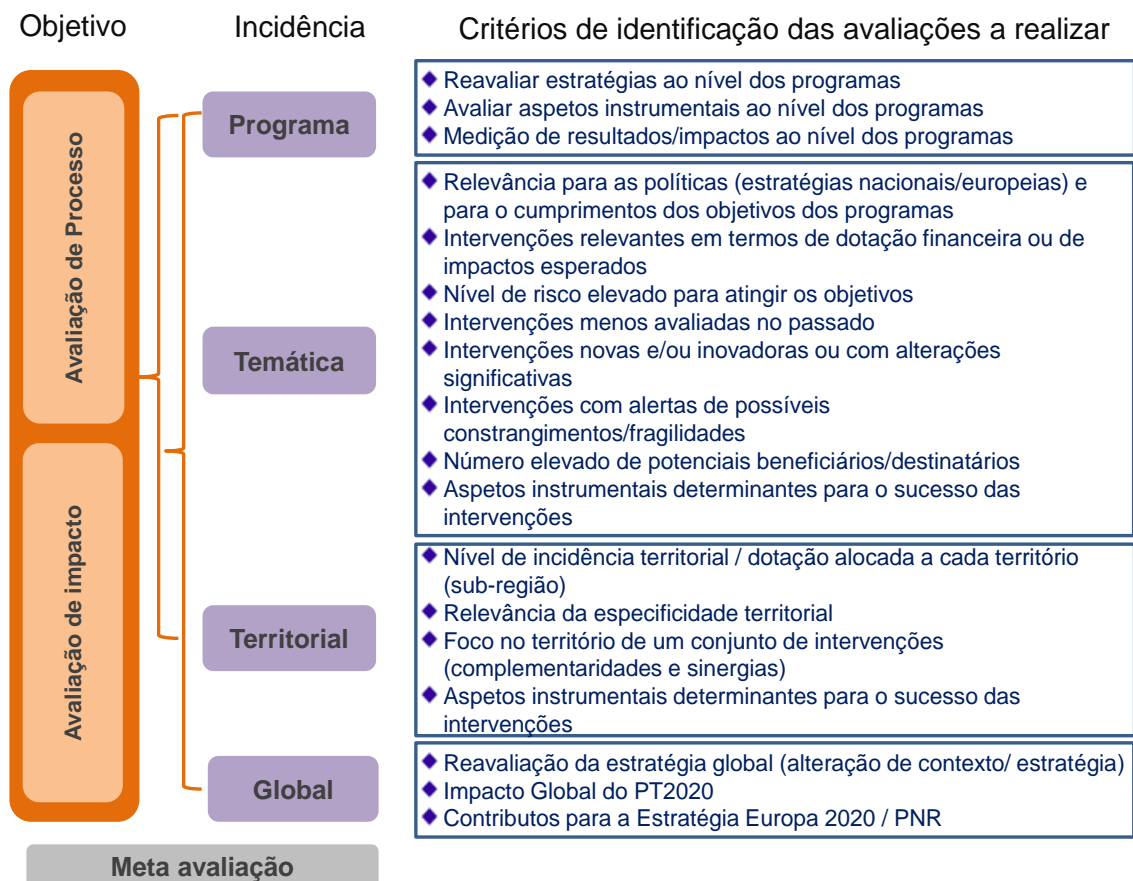 Objetivo
Incidência
Critérios de identificação das avaliações a realizar
Avaliação de Processo
Avaliação de impacto
Programa
Reavaliar estratégias ao nível dos programas
Avaliar aspetos instrumentais ao nível dos programas
Medição de resultados/impactos ao nível dos programas
Temática
Relevância para as políticas (estratégias nacionais/europeias) e
para o cumprimentos dos objetivos dos programas
Intervenções relevantes em termos de dotação financeira ou de
impactos esperados
Nível de risco elevado para atingir os objetivos
Intervenções menos avaliadas no passado
Intervenções novas e/ou inovadoras ou com alterações
significativas
Intervenções com alertas de possíveis
constrangimentos/fragilidades
Número elevado de potenciais beneficiários/destinatários
Aspetos instrumentais determinantes para o sucesso das
intervenções
Territorial
Nível de incidência territorial / dotação alocada a cada território
(sub-região)
Relevância da especificidade territorial
Foco no território de um conjunto de intervenções
(complementaridades e sinergias)
Aspetos instrumentais determinantes para o sucesso das
intervenções
Global
Reavaliação da estratégia global (alteração de contexto/ estratégia)
Impacto Global do PT2020
Contributos para a Estratégia Europa 2020 / PNR
Meta avaliação